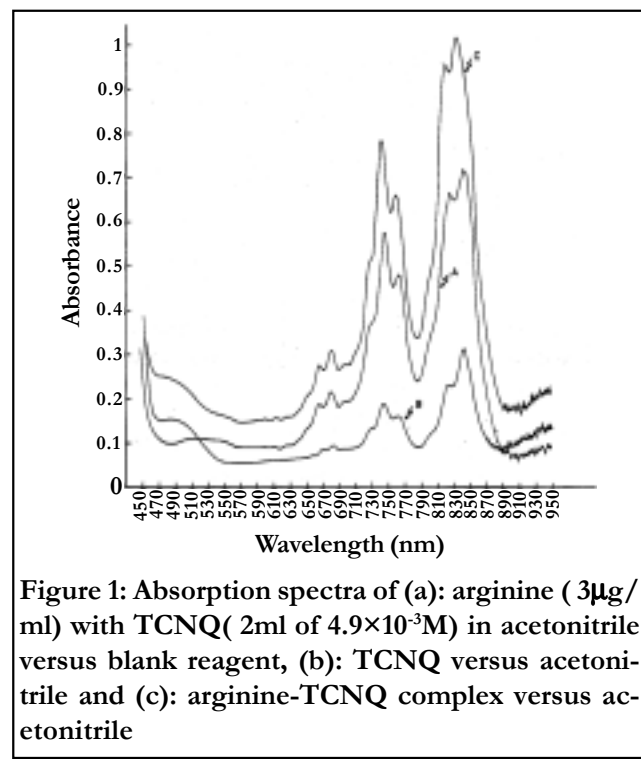 1
0.9
0.8
0.7
0.6
0.5
0.4
0.3
0.2
0.1
0
Absorbance
C
A
B
450 470 490 510 530 550 570 590 610 630 650 670 690 710 730 750 770 790 810 830 850 870 890 910 930 950
Wavelength (nm)
Figure 1: Absorption spectra of (a): arginine ( 3μg/
ml) with TCNQ( 2ml of 4.9×10⁻³M) in acetonitrile
versus blank reagent, (b): TCNQ versus acetoni-
trile and (c): arginine-TCNQ complex versus ac-
etonitrile